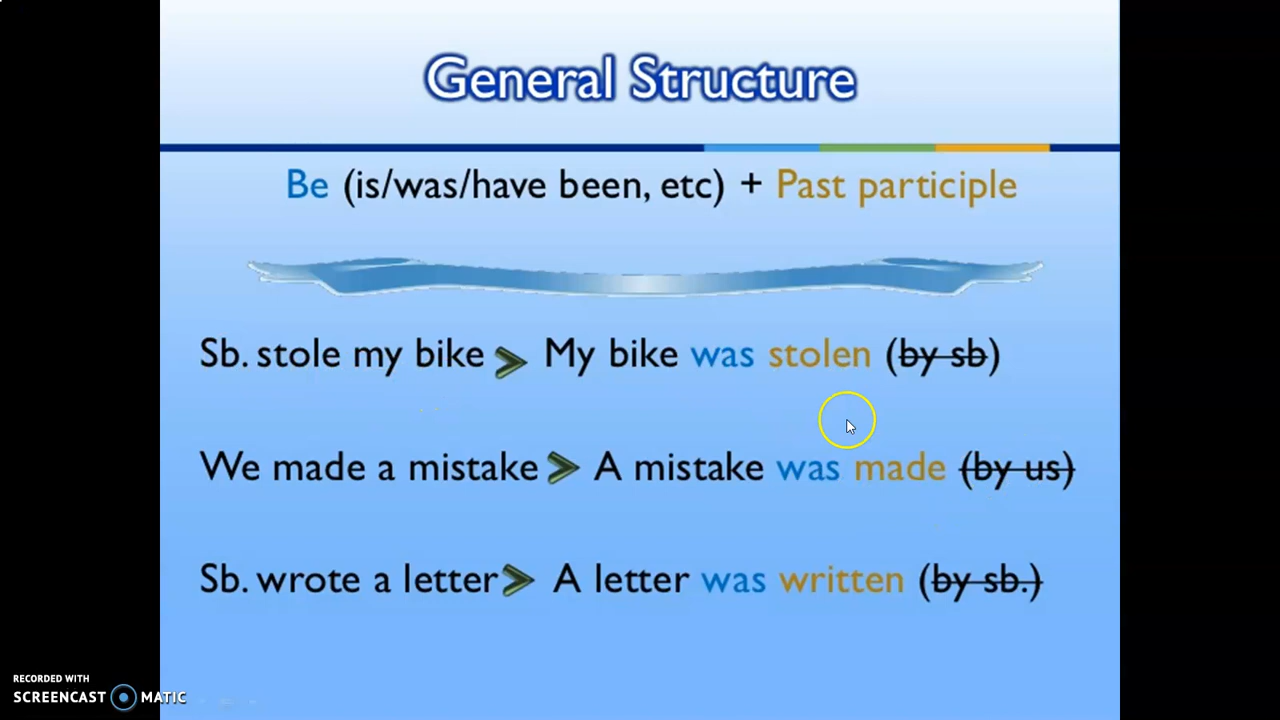 General Structure
Be (is/was/have been, etc) + Past participle
Sb. stole my bike > My bike was stolen (by sb)
We made a mistake > A mistake was made (by us)
Sb. wrote a letter > A letter was written (by sb.)
RECORDED WITH
SCREENCAST MATIC